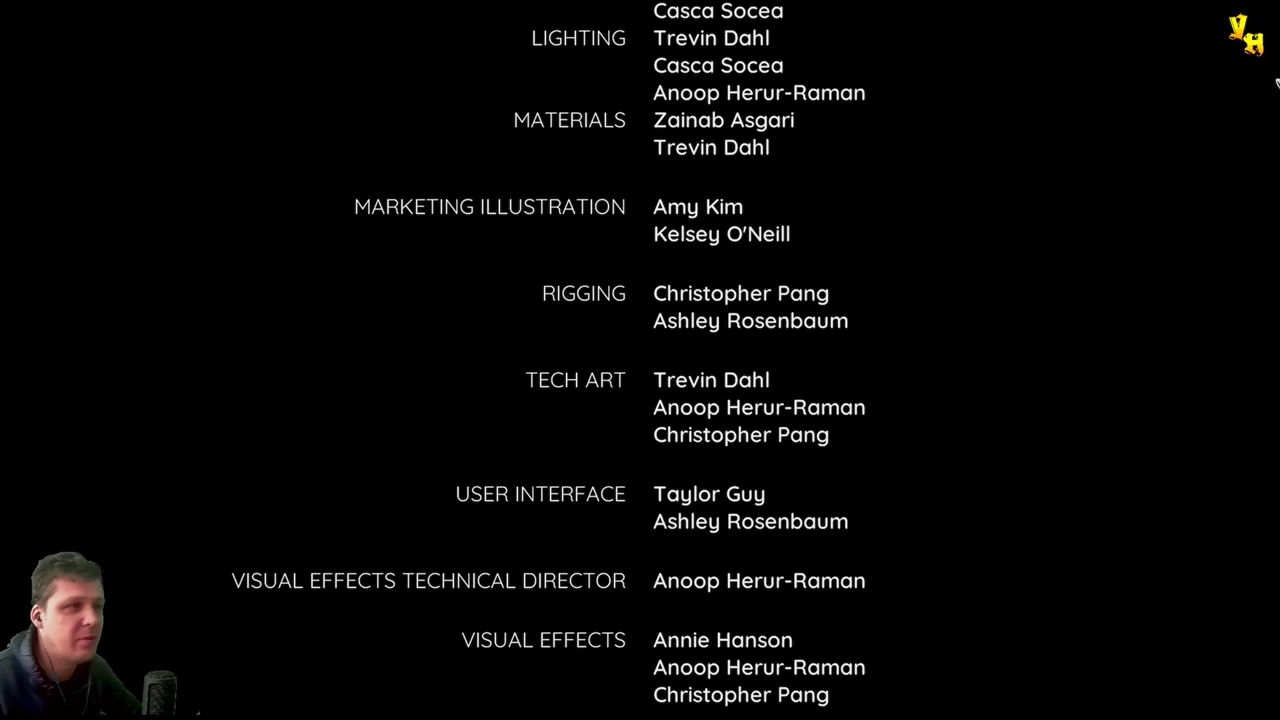 Casca Socea
LIGHTING Trevin Dahl
Casca Socea
Anoop Herur-Raman
MATERIALS Zainab Asgari
Trevin Dahl
MARKETING ILLUSTRATION Amy Kim
Kelsey O'Neill
RIGGING Christopher Pang
Ashley Rosenbaum
TECH ART Trevin Dahl
Anoop Herur-Raman
Christopher Pang
USER INTERFACE Taylor Guy
Ashley Rosenbaum
VISUAL EFFECTS TECHNICAL DIRECTOR Anoop Herur-Raman
VISUAL EFFECTS Annie Hanson
Anoop Herur-Raman
Christopher Pang
VH